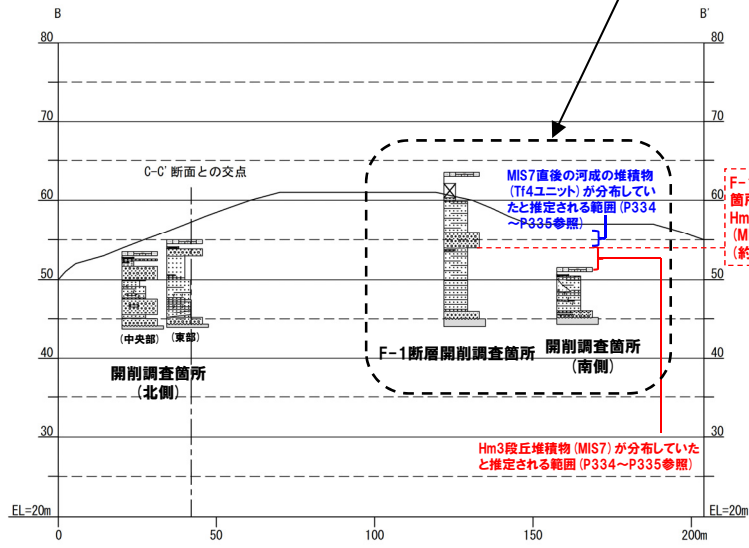 B
B'
80
80
70
70
C-C' 断面との交点
MIS7直後の河成の堆積物
(Tf4ユニット)が分布してい
たと推定される範囲(P334
～P335参照)
F-1
箇所
Hm3
(M
(約
60
60
50
50
(中央部)
(東部)
開削調査箇所
(北側)
F-1断層開削調査箇所
開削調査箇所
(南側)
40
40
30
30
Hm3段丘堆積物(MIS7)が分布していた
と推定される範囲(P334～P335参照)
EL=20m
EL=20m
0
50
100
150
200m